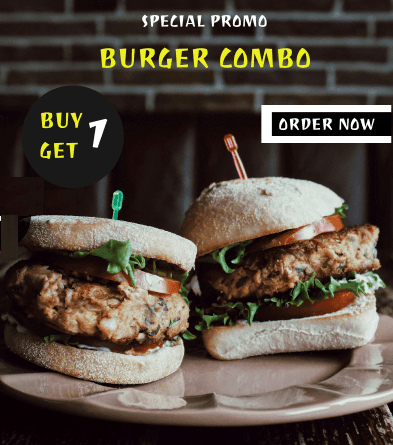 SPECIAL PROMO
BURGER COMBO
BUY 1
GET
ORDER NOW